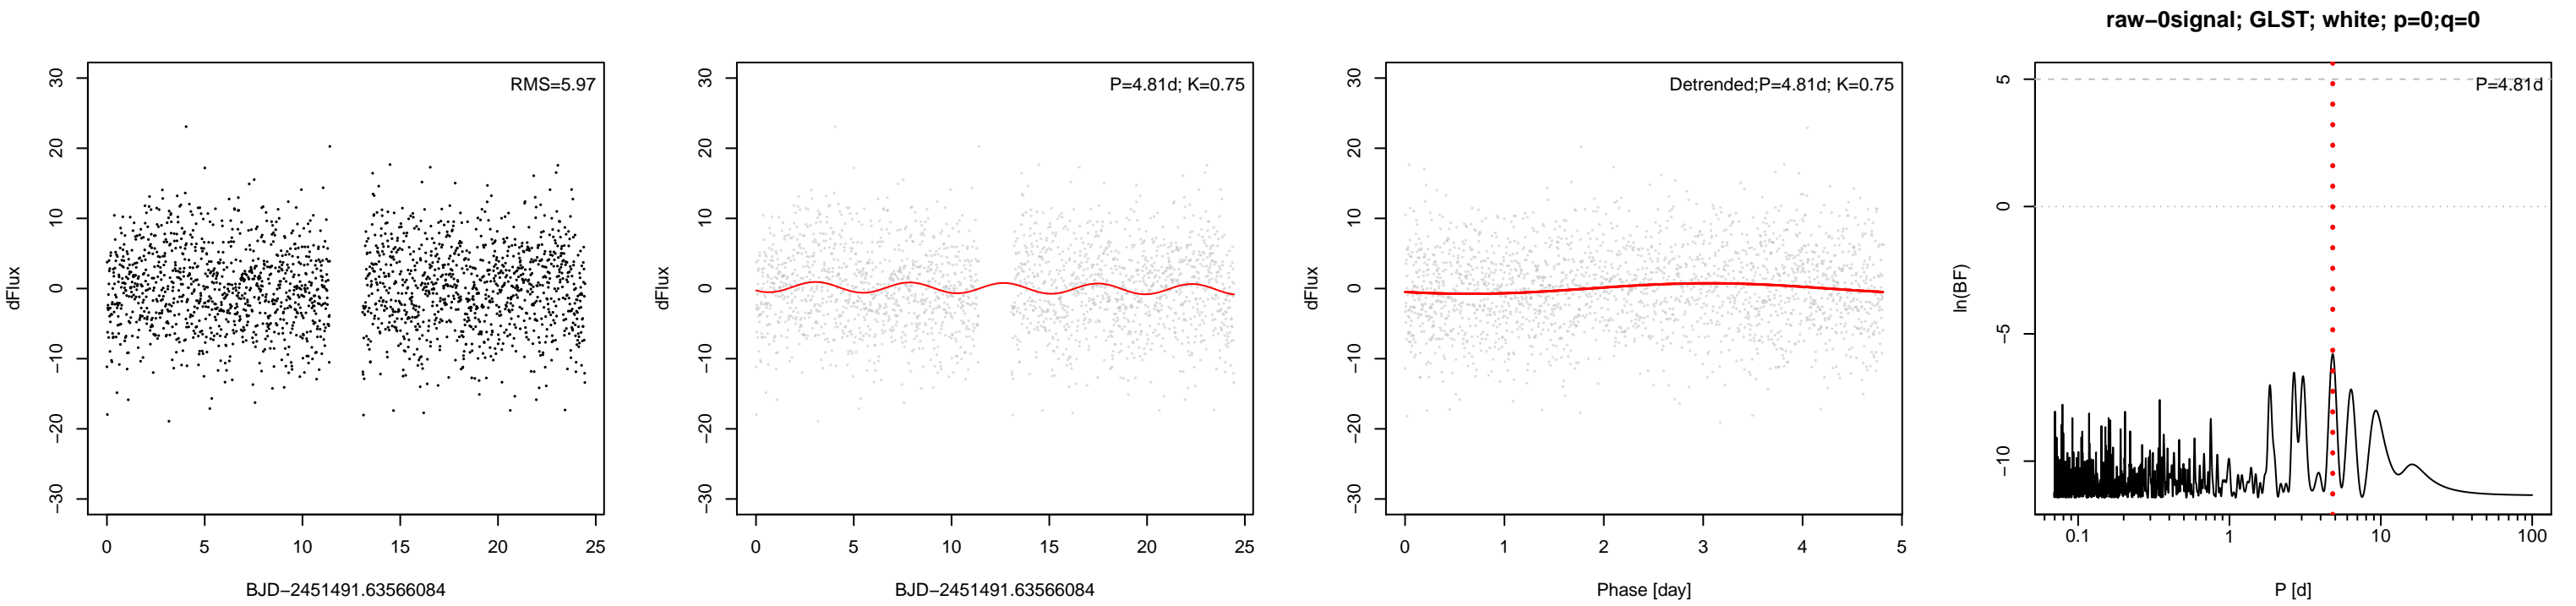 raw−0signal; GLST; white; p=0;q=0
RMS=5.97
dFlux
30
20
10
0
−10
−20
−30
0 5 10 15 20 25
BJD−2451491.63566084
P=4.81d; K=0.75
dFlux
30
20
10
0
−10
−20
−30
0 5 10 15 20 25
BJD−2451491.63566084
Detrended;P=4.81d; K=0.75
dFlux
30
20
10
0
−10
−20
−30
0 1 2 3 4 5
Phase [day]
P=4.81d
ln(BF)
5
0
−5
−10
0.1 1 10 100
P [d]